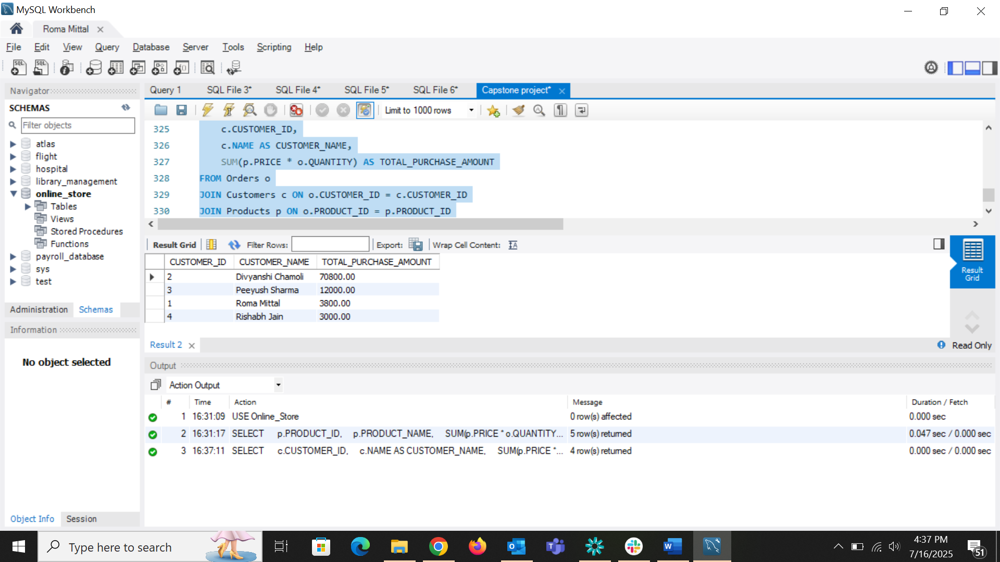 MySQL Workbench
Roma Mittal
File Edit View Query Database Server Tools Scripting Help
Navigator
SCHEMAS
Filter objects
atlas
flight
hospital
library_management
online_store
Tables
Views
Stored Procedures
Functions
payroll_database
sys
test
Administration Schemas
Information
No object selected
Object Info Session
Query 1 SQL File 3* SQL File 4* SQL File 5* SQL File 6* Capstone project*
Limit to 1000 rows
325 c.CUSTOMER_ID,
326 c.NAME AS CUSTOMER_NAME,
327 SUM(p.PRICE * o.QUANTITY) AS TOTAL_PURCHASE_AMOUNT
328 FROM Orders o
329 JOIN Customers c ON o.CUSTOMER_ID = c.CUSTOMER_ID
330 JOIN Products p ON o.PRODUCT_ID = p.PRODUCT_ID
Result Grid Filter Rows: Export: Wrap Cell Content:
CUSTOMER_ID CUSTOMER_NAME TOTAL_PURCHASE_AMOUNT
2 Divyanshi Chamoli 70800.00
3 Peeyush Sharma 12000.00
1 Roma Mittal 3800.00
4 Rishabh Jain 3000.00
Result Grid
Result 2
Read Only
Output
Action Output
# Time Action Message Duration / Fetch
1 16:31:09 USE Online_Store 0 row(s) affected 0.000 sec
2 16:31:17 SELECT p.PRODUCT_ID, p.PRODUCT_NAME, SUM(p.PRICE * o.QUANTITY... 5 row(s) returned 0.047 sec / 0.000 sec
3 16:37:11 SELECT c.CUSTOMER_ID, c.NAME AS CUSTOMER_NAME, SUM(p.PRICE *... 4 row(s) returned 0.000 sec / 0.000 sec
Type here to search
4:37 PM
7/16/2025
51